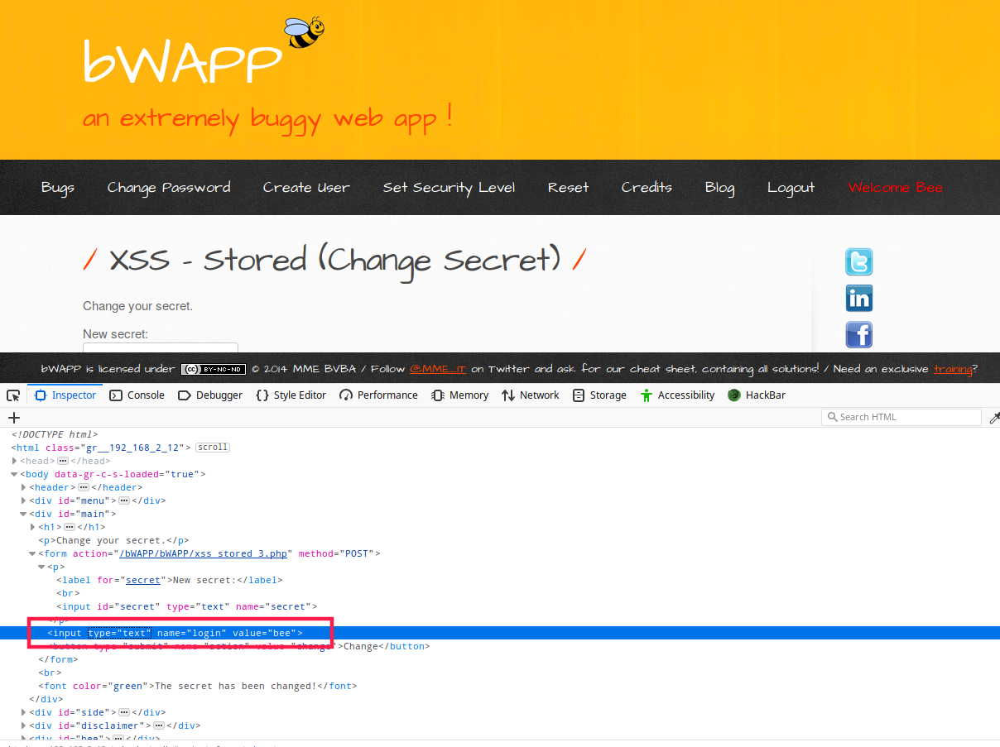 bWAPP
an extremely buggy web app !
Bugs Change Password Create User Set Security Level Reset Credits Blog Logout Welcome Bee
/ XSS - Stored (Change Secret) /
Change your secret.
New secret:
bWAPP is licensed under (cc) BY-NC-ND © 2014 MME BVBA / Follow @MME_IT on Twitter and ask for our cheat sheet, containing all solutions! / Need an exclusive training?
Inspector Console Debugger {} Style Editor Performance Memory Network Storage Accessibility HackBar
+ Search HTML
<!DOCTYPE html>
<html class="gr__192_168_2_12"> scroll
<head>···</head>
<body data-gr-c-s-loaded="true">
<header>···</header>
<div id="menu">···</div>
<div id="main">
<h1>···</h1>
<p>Change your secret.</p>
<form action="/bWAPP/bWAPP/xss_stored_3.php" method="POST">
<p>
<label for="secret">New secret:</label>
<br>
<input id="secret" type="text" name="secret">
</p>
<input type="text" name="login" value="bee">
<button type="submit" name="action" value="change">Change</button>
</form>
<br>
<font color="green">The secret has been changed!</font>
</div>
<div id="side">···</div>
<div id="disclaimer">···</div>
<div id="bee">···</div>